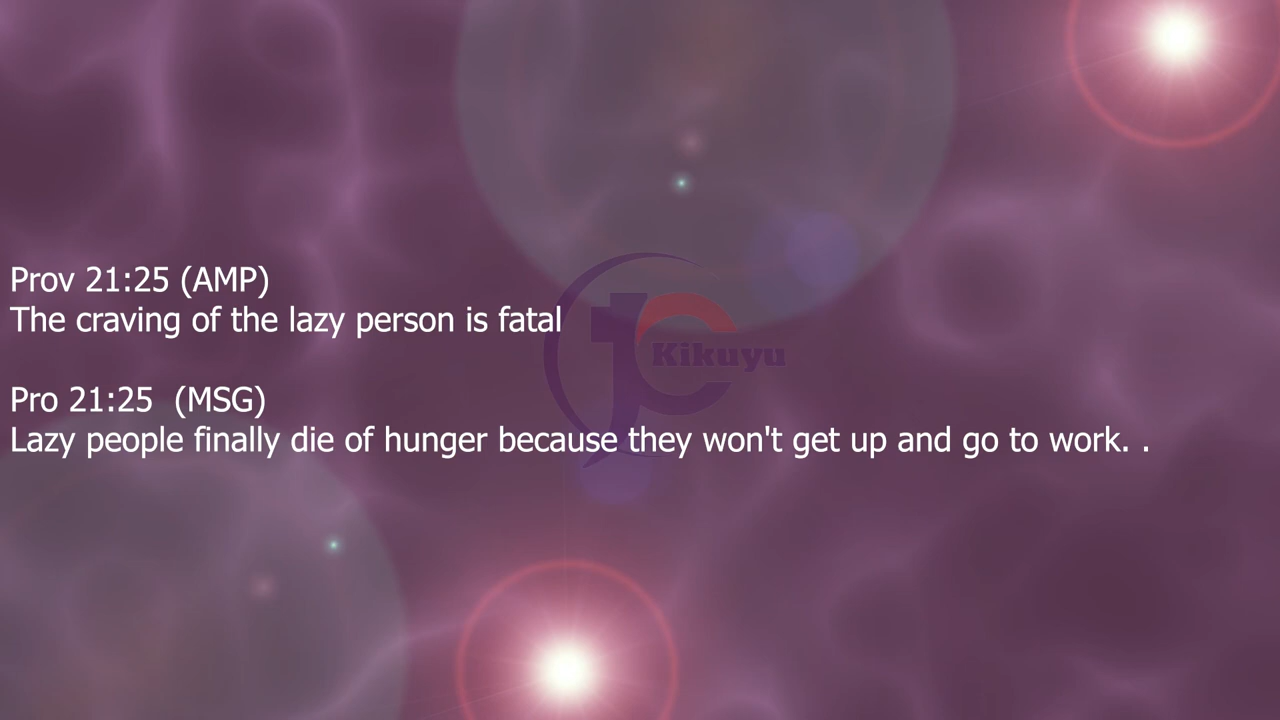 Prov 21:25 (AMP)
The craving of the lazy person is fatal
Kikuyu
Pro 21:25  (MSG)
Lazy people finally die of hunger because they won't get up and go to work. .